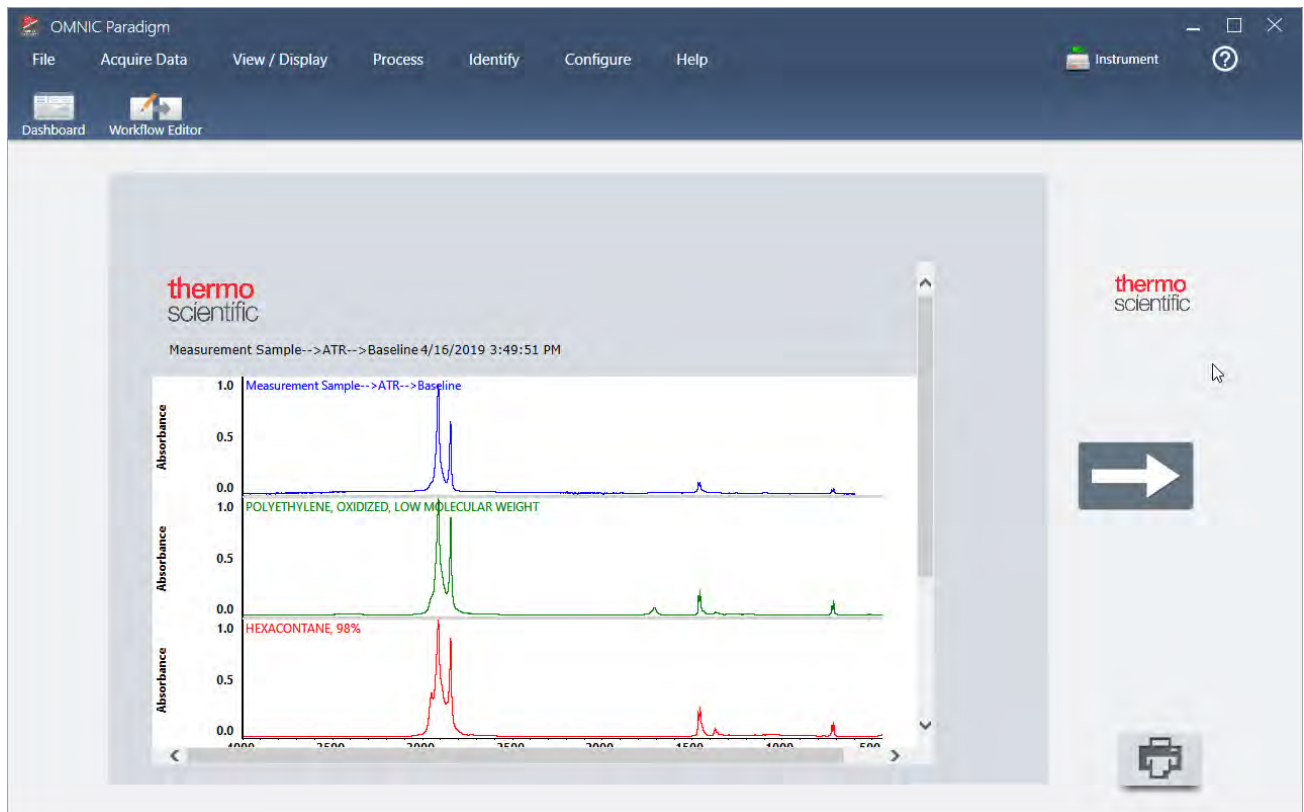 OMNIC Paradigm
File Acquire Data View / Display Process Identify Configure Help Instrument ?
Dashboard Workflow Editor
thermo
scientific
thermo
scientific
Measurement Sample-->ATR-->Baseline 4/16/2019 3:49:51 PM
1.0 Measurement Sample-->ATR-->Baseline
Absorbance
0.5
0.0
1.0 POLYETHYLENE, OXIDIZED, LOW MOLECULAR WEIGHT
Absorbance
0.5
0.0
1.0 HEXACONTANE, 98%
Absorbance
0.5
0.0
4000 3500 3000 2500 2000 1500 1000 500